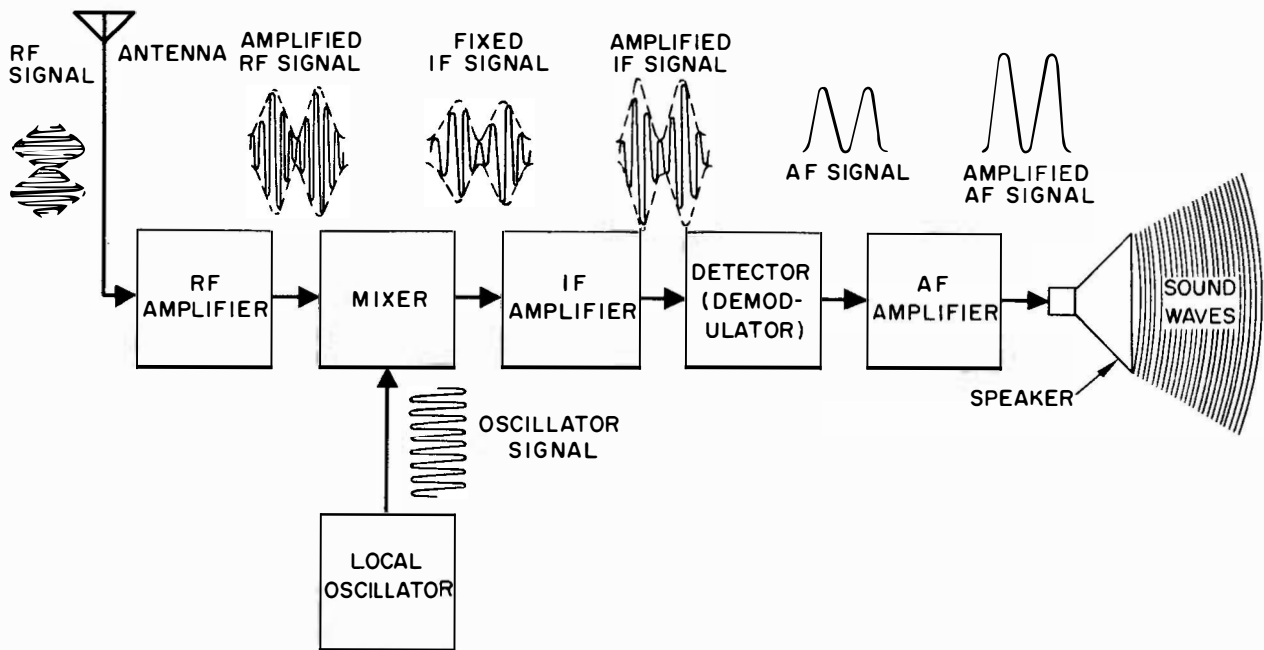 RF
SIGNAL
ANTENNA
AMPLIFIED
RF SIGNAL
FIXED
IF SIGNAL
AMPLIFIED
IF SIGNAL
AF SIGNAL
AMPLIFIED
AF SIGNAL
RF
AMPLIFIER
MIXER
IF
AMPLIFIER
DETECTOR
(DEMOD-
ULATOR)
AF
AMPLIFIER
SOUND
WAVES
SPEAKER
OSCILLATOR
SIGNAL
LOCAL
OSCILLATOR